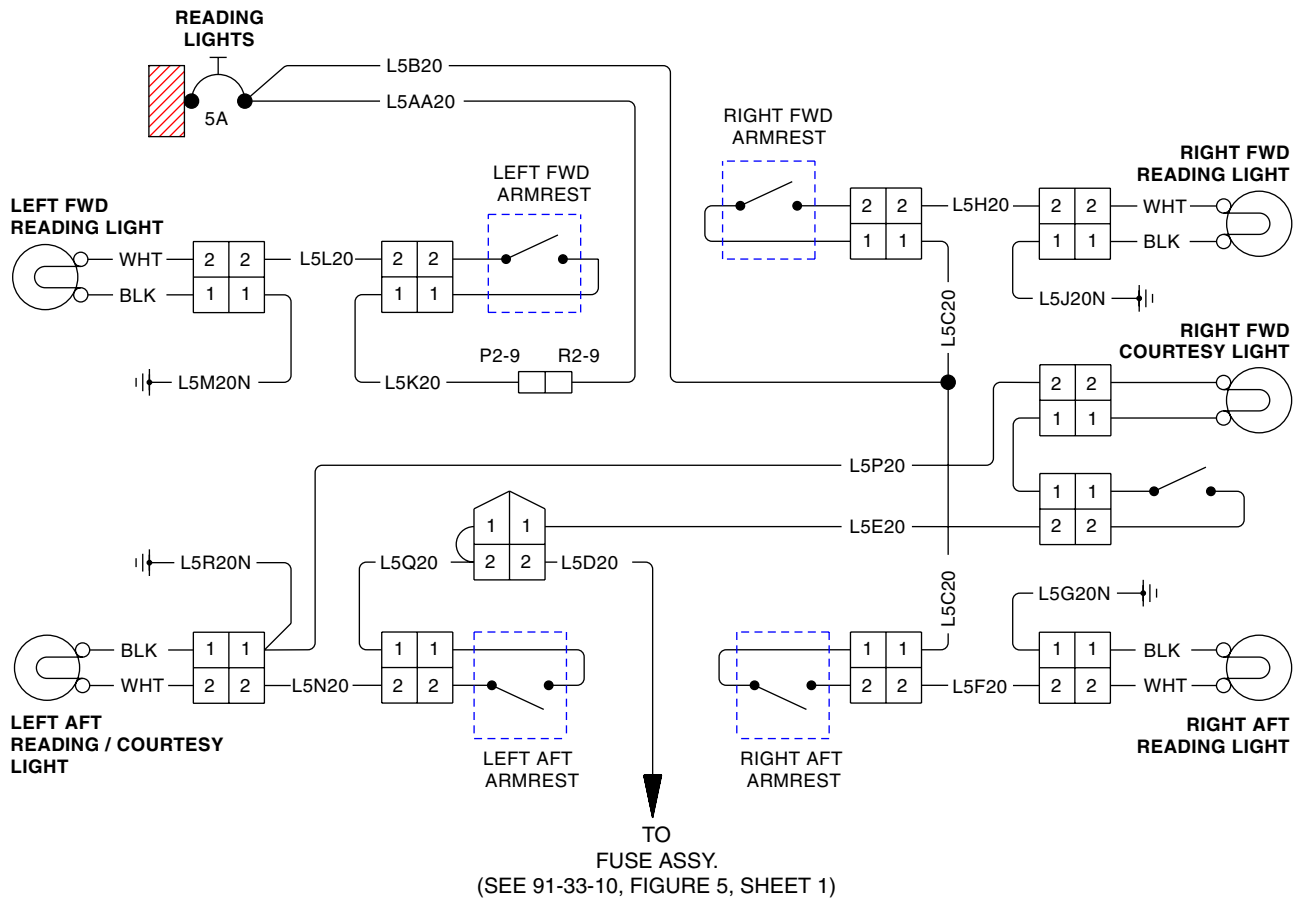 READING
LIGHTS
5A
L5B20
L5AA20
RIGHT FWD
ARMREST
RIGHT FWD
READING LIGHT
2 2
1 1
L5H20
2 2
1 1
WHT
BLK
L5J20N
L5C20
LEFT FWD
READING LIGHT
WHT
BLK
2 2
1 1
L5L20
2 2
1 1
LEFT FWD
ARMREST
L5M20N
L5K20
P2-9
R2-9
RIGHT FWD
COURTESY LIGHT
2 2
1 1
L5P20
1 1
2 2
L5E20
1 1
2 2
L5Q20
L5D20
L5R20N
L5C20
L5G20N
BLK
WHT
1 1
2 2
L5N20
1 1
2 2
1 1
2 2
L5F20
1 1
2 2
BLK
WHT
LEFT AFT
READING / COURTESY
LIGHT
LEFT AFT
ARMREST
RIGHT AFT
ARMREST
RIGHT AFT
READING LIGHT
TO
FUSE ASSY.
(SEE 91-33-10, FIGURE 5, SHEET 1)